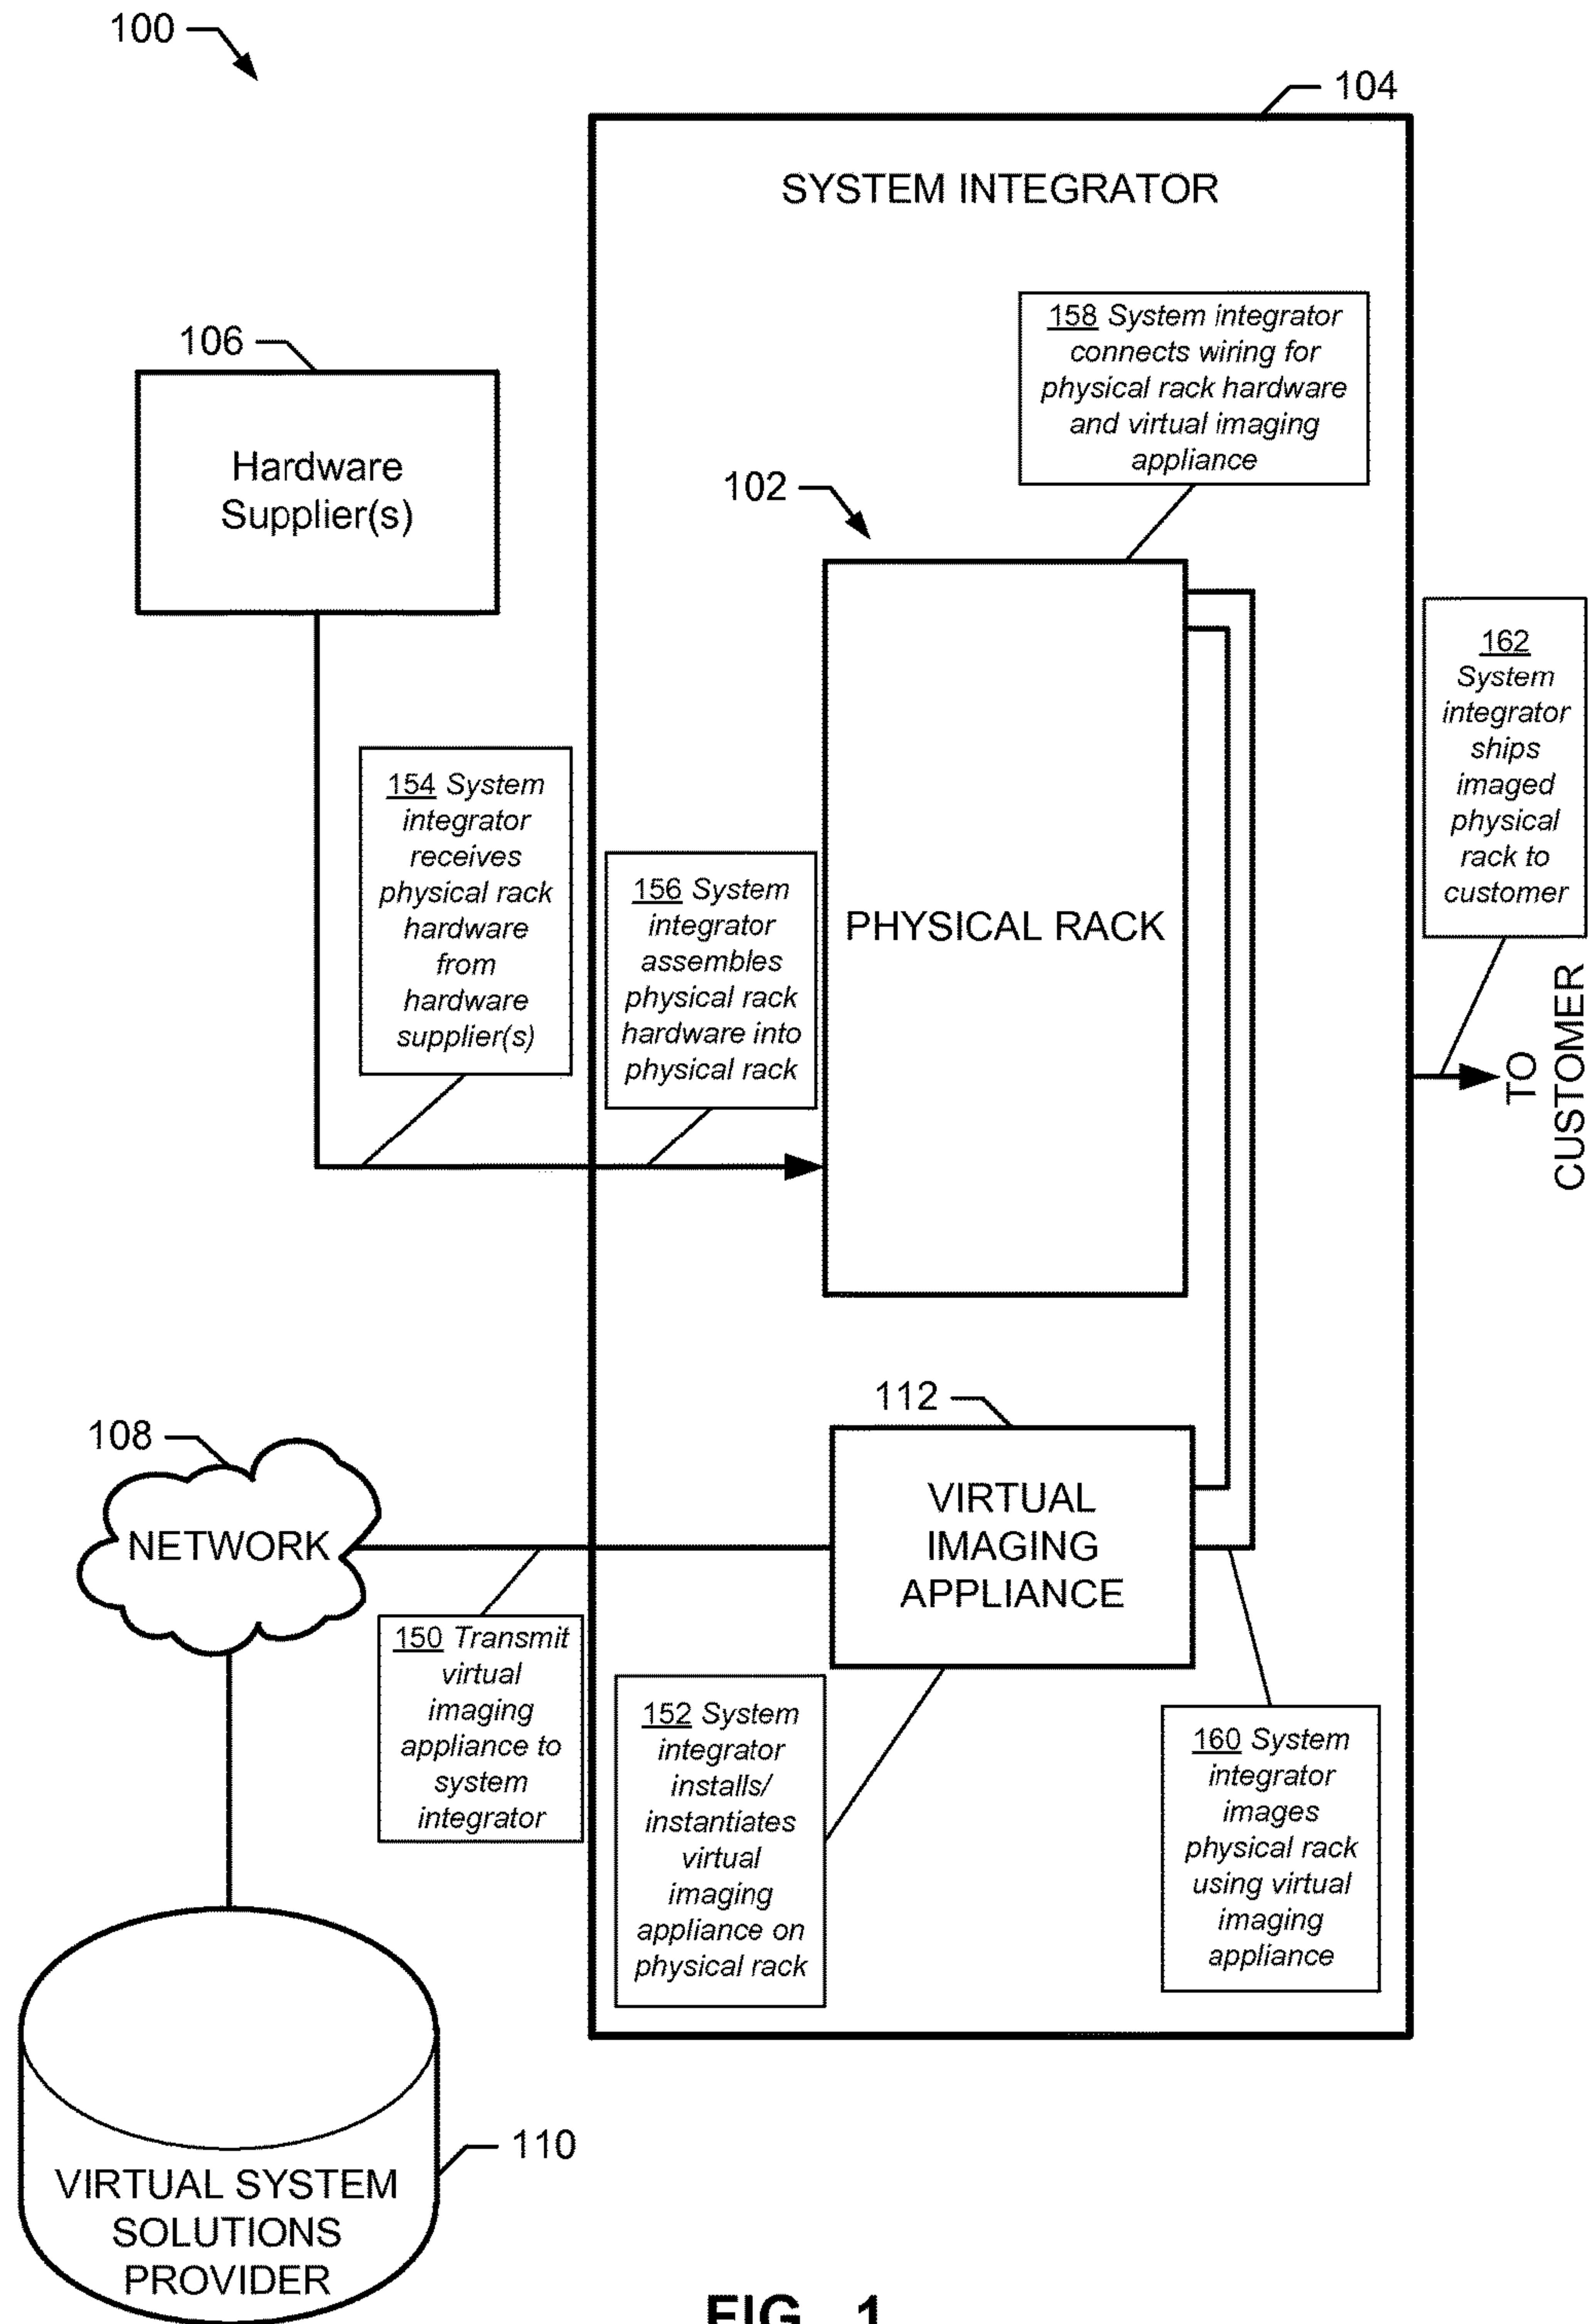 100
104
SYSTEM INTEGRATOR
158 System integrator
connects wiring for
physical rack hardware
and virtual imaging
appliance
106
Hardware
Supplier(s)
102
PHYSICAL RACK
154 System
integrator
receives
physical rack
hardware
from
hardware
supplier(s)
156 System
integrator
assembles
physical rack
hardware into
physical rack
162
System
integrator
ships
imaged
physical
rack to
customer
TO
CUSTOMER
112
VIRTUAL
IMAGING
APPLIANCE
108
NETWORK
150 Transmit
virtual
imaging
appliance to
system
integrator
152 System
integrator
installs/
instantiates
virtual
imaging
appliance on
physical rack
160 System
integrator
images
physical rack
using virtual
imaging
appliance
110
VIRTUAL SYSTEM
SOLUTIONS
PROVIDER
FIG. 1